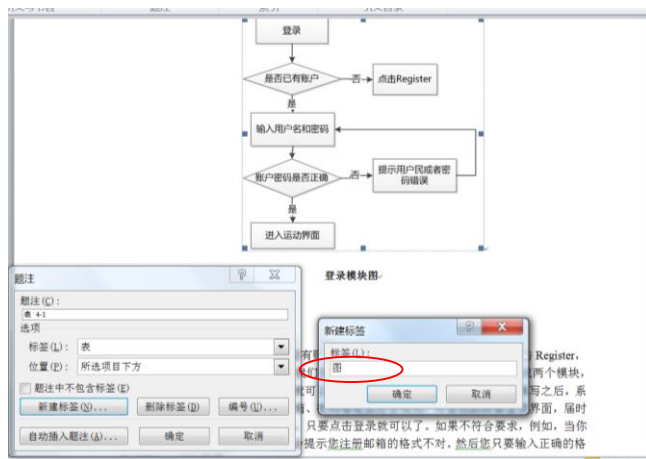 登录
是否已有账户
否
点击Register
是
输入用户名和密码
账户密码是否正确
否
提示用户民或者密
码错误
是
进入运动界面
登录模块图
题注
题注(C):
表 4-1
选项
标签(L): 表
位置(P): 所选项目下方
题注中不包含标签(E)
新建标签(N)... 删除标签(D) 编号(U)...
自动插入题注(A)... 确定 取消
新建标签
标签(L):
图
确定 取消
Register,
两个模块,
写之后，系
界面，届时
只要点击登录就可以了。如果不符合要求，例如，当你
提示您注册邮箱的格式不对，然后您只要输入正确的格